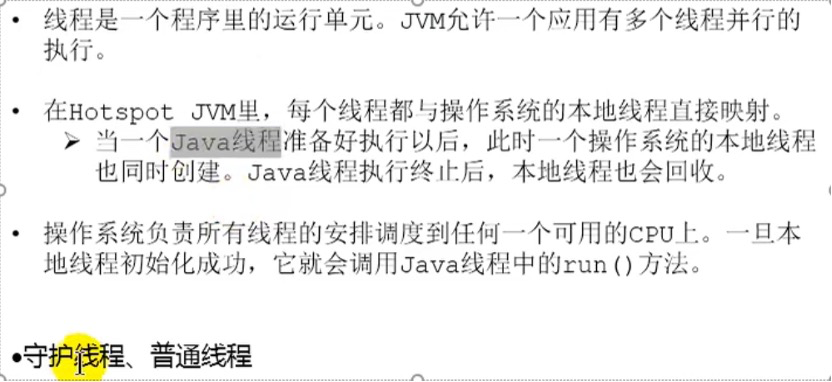 • 线程是一个程序里的运行单元。JVM允许一个应用有多个线程并行的
执行。
• 在Hotspot JVM里，每个线程都与操作系统的本地线程直接映射。
➢ 当一个Java线程准备好执行以后，此时一个操作系统的本地线程
也同时创建。Java线程执行终止后，本地线程也会回收。
• 操作系统负责所有线程的安排调度到任何一个可用的CPU上。一旦本
地线程初始化成功，它就会调用Java线程中的run()方法。
•守护线程、普通线程